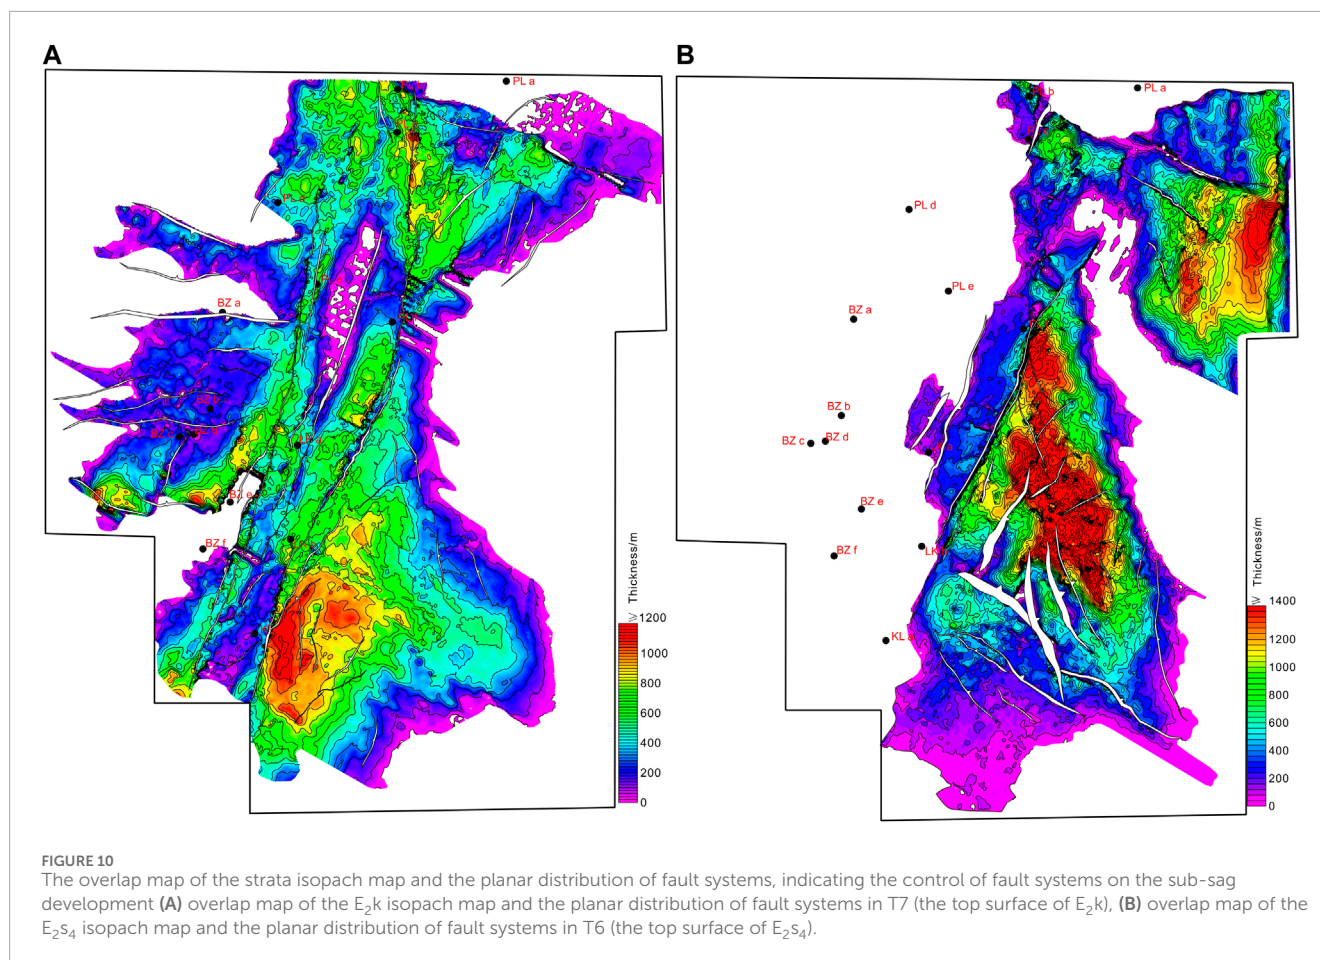 A
B
PL a
PL a
b
PL d
PL e
BZ a
BZ a
BZ b
BZ b
BZ c
BZ d
BZ e
BZ e
BZ f
BZ f
KL
Thickness/m
1200
1000
800
600
400
200
0
Thickness/m
1400
1200
1000
800
600
400
200
0
FIGURE 10
The overlap map of the strata isopach map and the planar distribution of fault systems, indicating the control of fault systems on the sub-sag
development (A) overlap map of the E₂k isopach map and the planar distribution of fault systems in T7 (the top surface of E₂k), (B) overlap map of the
E₂s₄ isopach map and the planar distribution of fault systems in T6 (the top surface of E₂s₄).